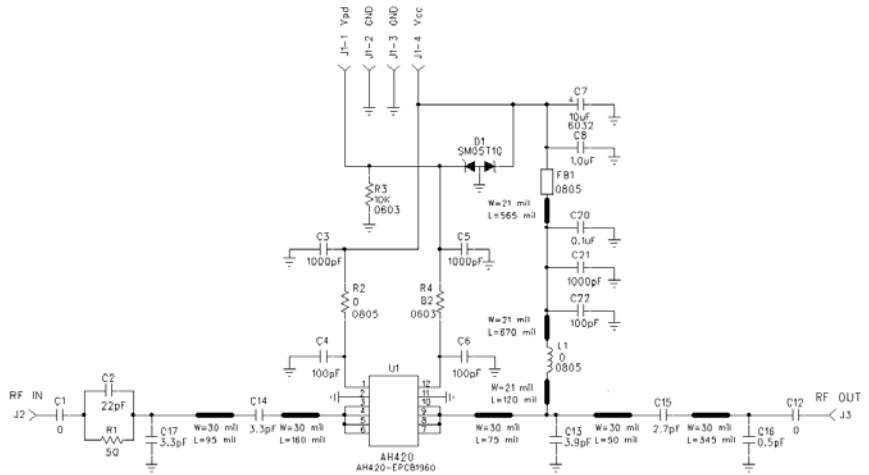 J1-1 Vpd
J1-2 GND
J1-3 GND
J1-4 Vcc
C7
+
10uF
6032
C8
1.0uF
D1
SM05T1G
FB1
0805
R3
10K
0603
W=21 mil
L=565 mil
C20
0.1uF
C3
1000pF
C5
1000pF
C21
1000pF
R2
0
0805
R4
82
0603
C22
100pF
W=21 mil
L=670 mil
C4
100pF
C6
100pF
L1
0
0805
U1
1
2
3
4
5
6
12
11
10
9
8
7
W=21 mil
L=120 mil
RF IN
J2
C1
0
C2
22pF
R1
50
C17
3.3pF
W=30 mil
L=95 mil
C14
3.3pF
W=30 mil
L=160 mil
AH420
AH420-EPCB1960
W=30 mil
L=75 mil
C13
3.9pF
W=30 mil
L=50 mil
C15
2.7pF
W=30 mil
L=345 mil
C16
0.5pF
C12
0
RF OUT
J3